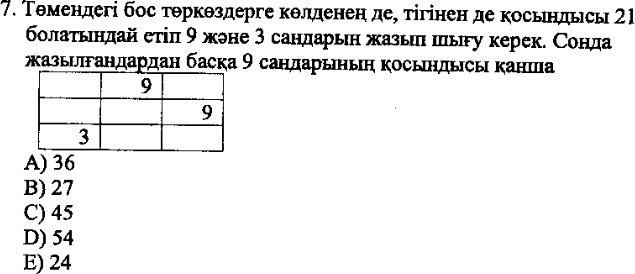 7. Төмендегі бос төркөздерге көлденең де, тігінен де қосындысы 21
болатындай етіп 9 және 3 сандарын жазып шығу керек. Сонда
жазылғандардан басқа 9 сандарының қосындысы қанша
9
9
3
A) 36
B) 27
C) 45
D) 54
E) 24